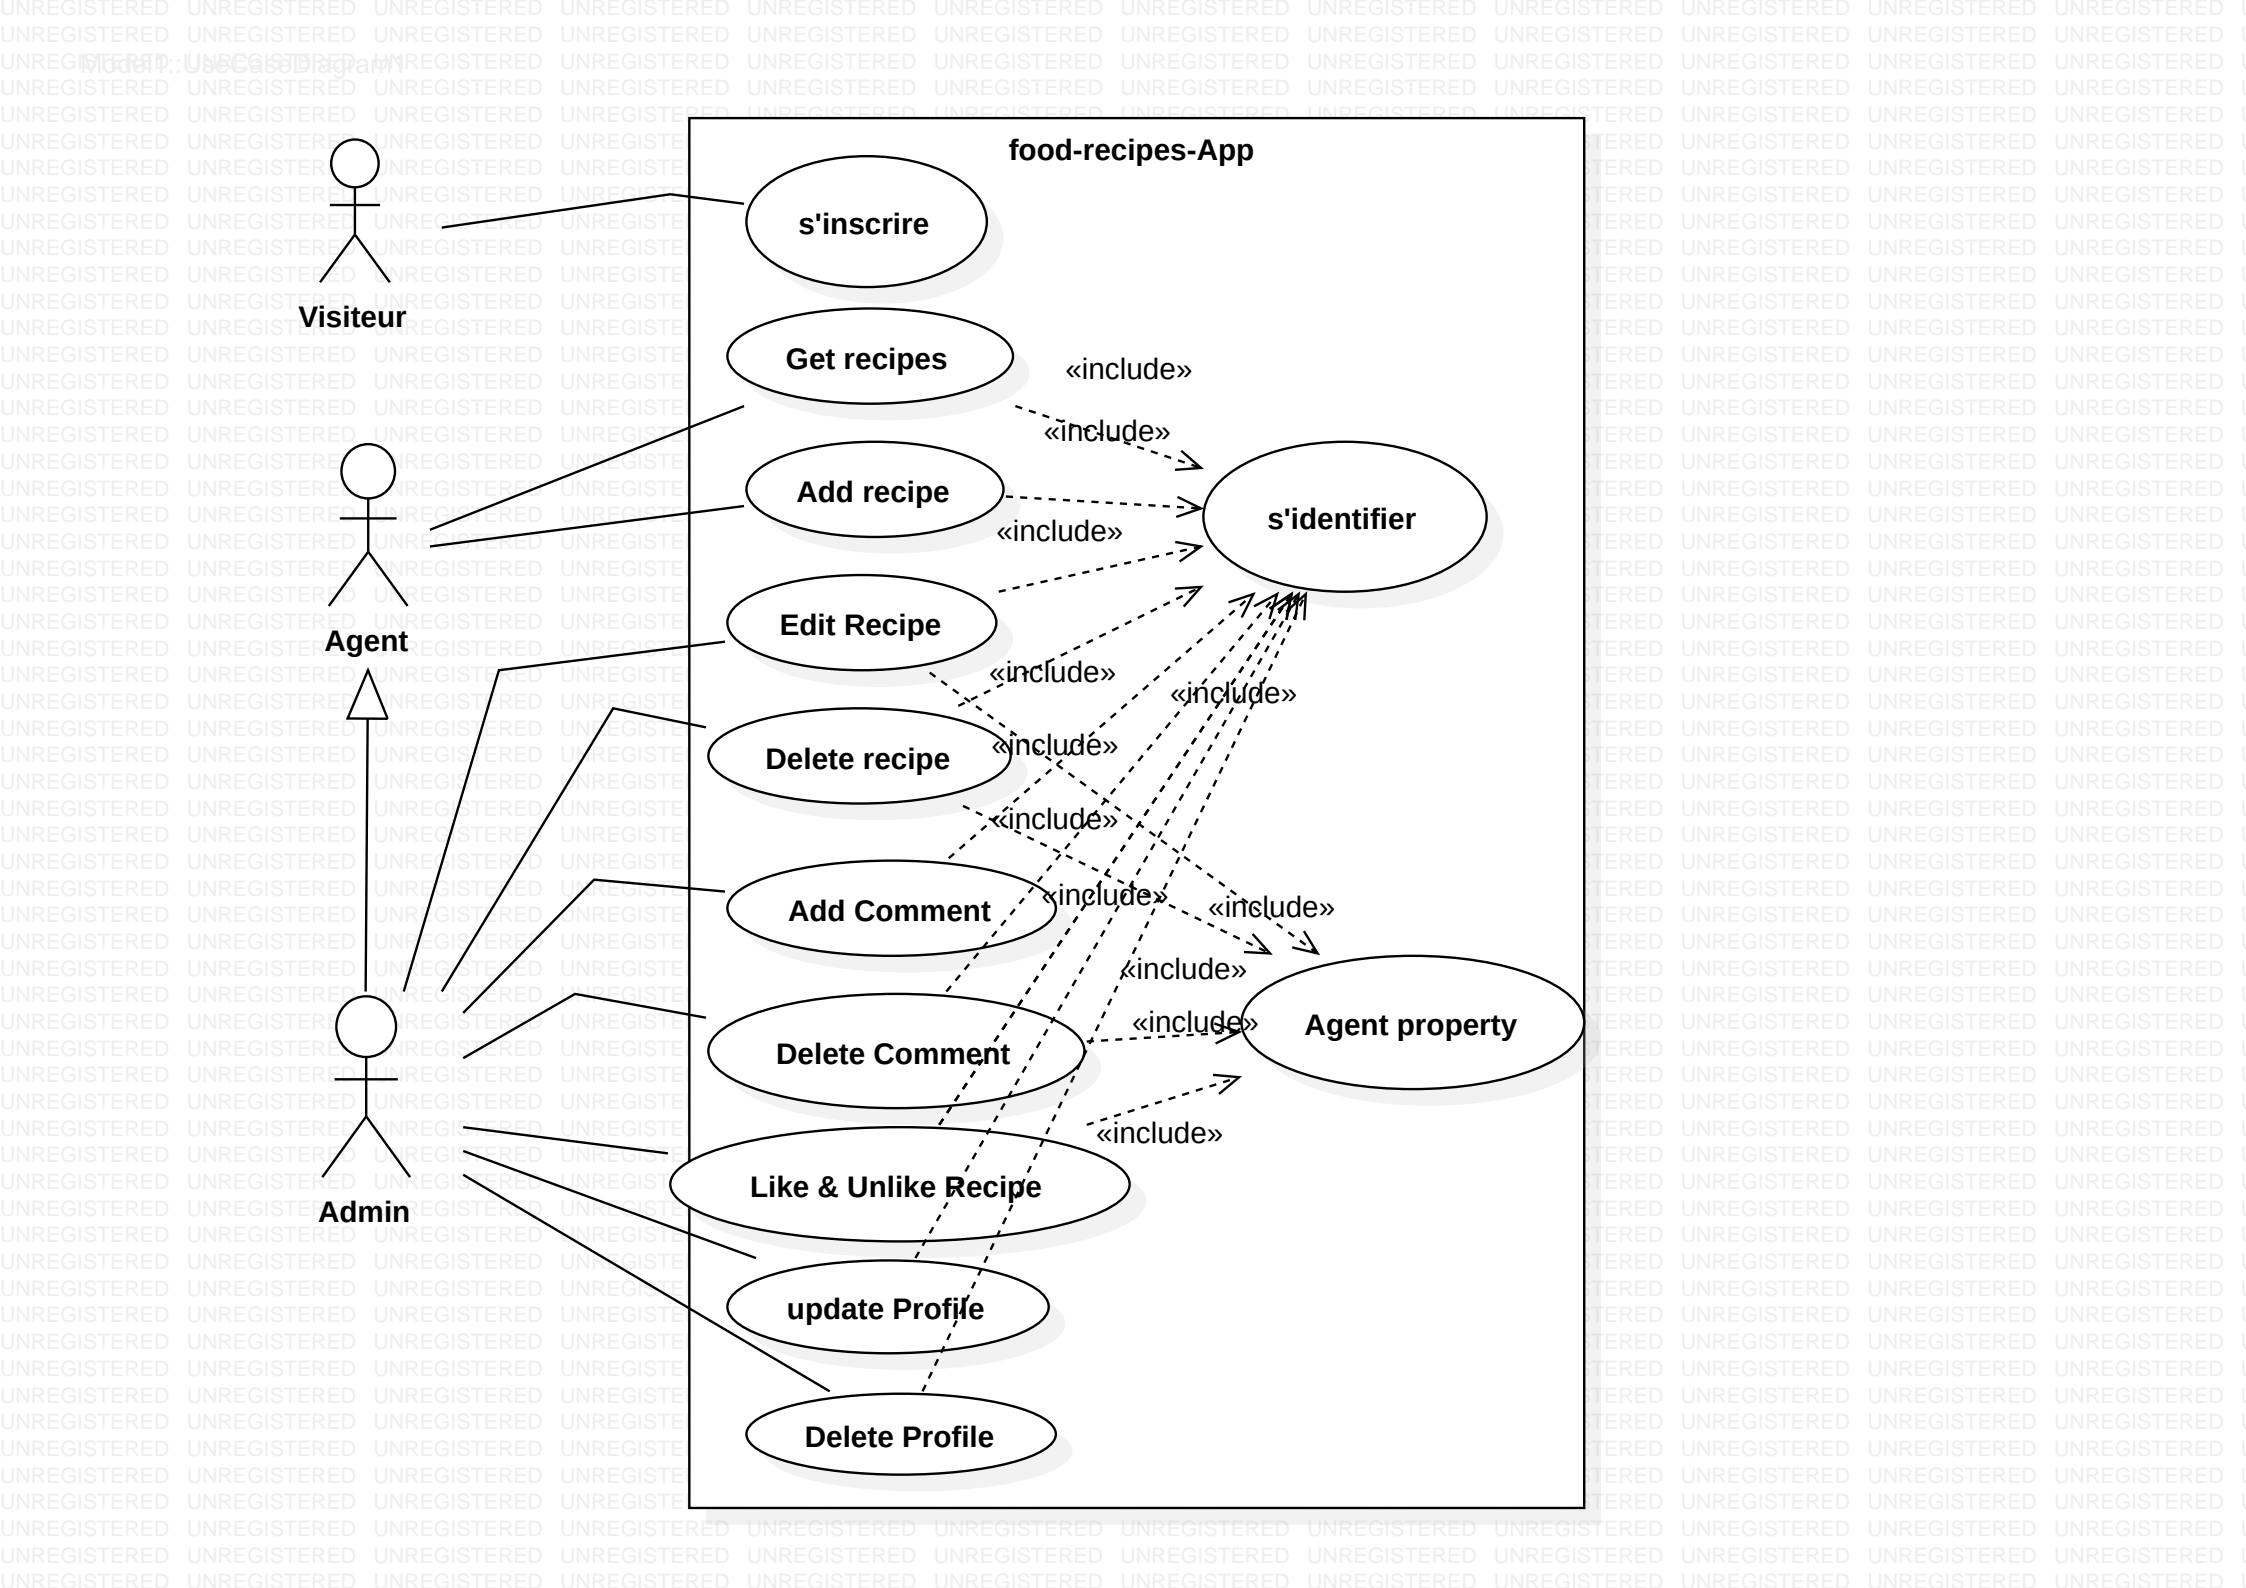 Model1::UseCaseDiagram1
food-recipes-App
s'inscrire
Visiteur
Get recipes
«include»
«include»
Add recipe
s'identifier
«include»
Edit Recipe
Agent
«include»
«include»
«include»
Delete recipe
«include»
«include»
«include»
Add Comment
«include»
«include»
Agent property
Delete Comment
«include»
Like & Unlike Recipe
Admin
update Profile
Delete Profile
UNREGISTERED